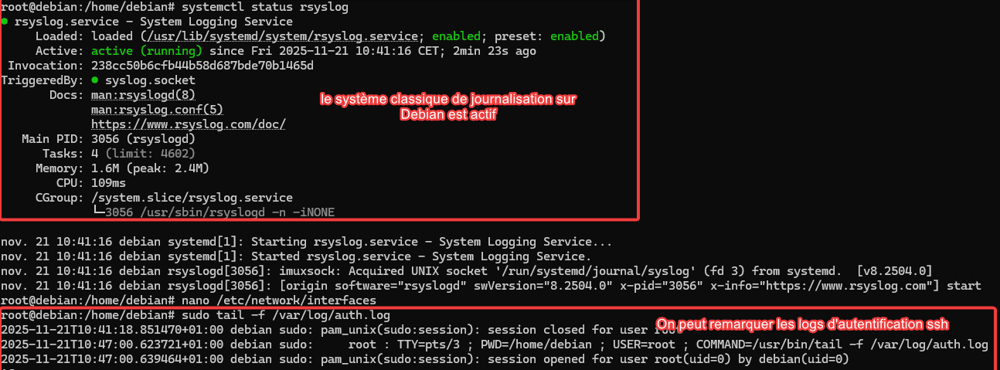 root@debian:/home/debian# systemctl status rsyslog
● rsyslog.service – System Logging Service
Loaded: loaded (/usr/lib/systemd/system/rsyslog.service; enabled; preset: enabled)
Active: active (running) since Fri 2025-11-21 10:41:16 CET; 2min 23s ago
Invocation: 238cc50b6cfb44b58d687bde70b1465d
TriggeredBy: ● syslog.socket
Docs: man:rsyslogd(8)
man:rsyslog.conf(5)
https://www.rsyslog.com/doc/
le système classique de journalisation sur
Debian est actif
Main PID: 3056 (rsyslogd)
Tasks: 4 (limit: 4602)
Memory: 1.6M (peak: 2.4M)
CPU: 109ms
CGroup: /system.slice/rsyslog.service
└─3056 /usr/sbin/rsyslogd -n -iNONE
nov. 21 10:41:16 debian systemd[1]: Starting rsyslog.service – System Logging Service...
nov. 21 10:41:16 debian systemd[1]: Started rsyslog.service – System Logging Service.
nov. 21 10:41:16 debian rsyslogd[3056]: imuxsock: Acquired UNIX socket '/run/systemd/journal/syslog' (fd 3) from systemd. [v8.2504.0]
nov. 21 10:41:16 debian rsyslogd[3056]: [origin software="rsyslogd" swVersion="8.2504.0" x-pid="3056" x-info="https://www.rsyslog.com"] start
root@debian:/home/debian# nano /etc/network/interfaces
root@debian:/home/debian# sudo tail -f /var/log/auth.log
On peut remarquer les logs d'autentification ssh
2025-11-21T10:41:18.851470+01:00 debian sudo: pam_unix(sudo:session): session closed for user root
2025-11-21T10:47:00.623721+01:00 debian sudo: root : TTY=pts/3 ; PWD=/home/debian ; USER=root ; COMMAND=/usr/bin/tail -f /var/log/auth.log
2025-11-21T10:47:00.639464+01:00 debian sudo: pam_unix(sudo:session): session opened for user root(uid=0) by debian(uid=0)